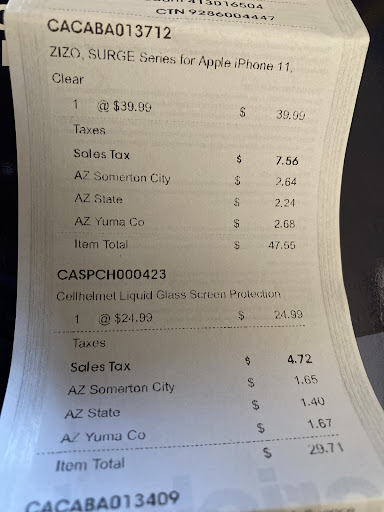 413016504
CTN 9286004447
CACABA013712
ZIZO, SURGE Series for Apple iPhone 11,
Clear
1 @ $39.99 $ 39.99
Taxes
Sales Tax $ 7.56
AZ Somerton City $ 2.64
AZ State $ 2.24
AZ Yuma Co $ 2.68
Item Total $ 47.55
CASPCH000423
Cellhelmet Liquid Glass Screen Protection
1 @ $24.99 $ 24.99
Taxes
Sales Tax $ 4.72
AZ Somerton City $ 1.65
AZ State $ 1.40
AZ Yuma Co $ 1.67
Item Total $ 29.71
CACABA013409